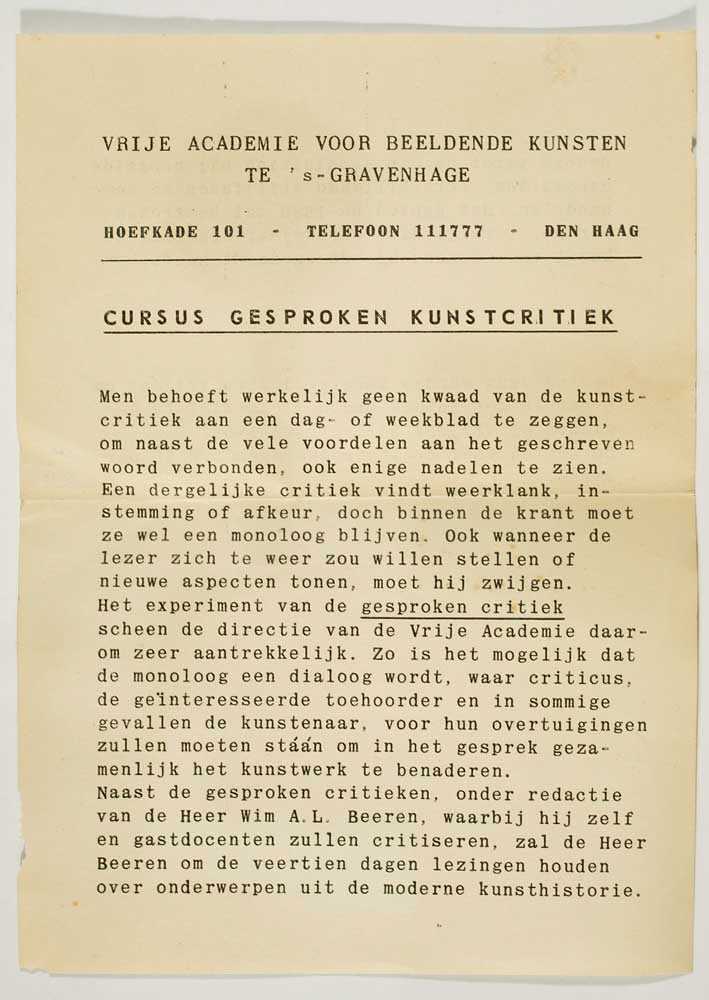 VRIJE ACADEMIE VOOR BEELDENDE KUNSTEN
TE 's-GRAVENHAGE
HOEFKADE 101 - TELEFOON 111777 - DEN HAAG
CURSUS GESPROKEN KUNSTCRITIEK
Men behoeft werkelijk geen kwaad van de kunst-
critiek aan een dag- of weekblad te zeggen,
om naast de vele voordelen aan het geschreven
woord verbonden, ook enige nadelen te zien.
Een dergelijke critiek vindt weerklank, in-
stemming of afkeur, doch binnen de krant moet
ze wel een monoloog blijven. Ook wanneer de
lezer zich te weer zou willen stellen of
nieuwe aspecten tonen, moet hij zwijgen.
Het experiment van de gesproken critiek
scheen de directie van de Vrije Academie daar-
om zeer aantrekkelijk. Zo is het mogelijk dat
de monoloog een dialoog wordt, waar criticus,
de geïnteresseerde toehoorder en in sommige
gevallen de kunstenaar, voor hun overtuigingen
zullen moeten stáán om in het gesprek geza-
menlijk het kunstwerk te benaderen.
Naast de gesproken critieken, onder redactie
van de Heer Wim A.L. Beeren, waarbij hij zelf
en gastdocenten zullen critiseren, zal de Heer
Beeren om de veertien dagen lezingen houden
over onderwerpen uit de moderne kunsthistorie.